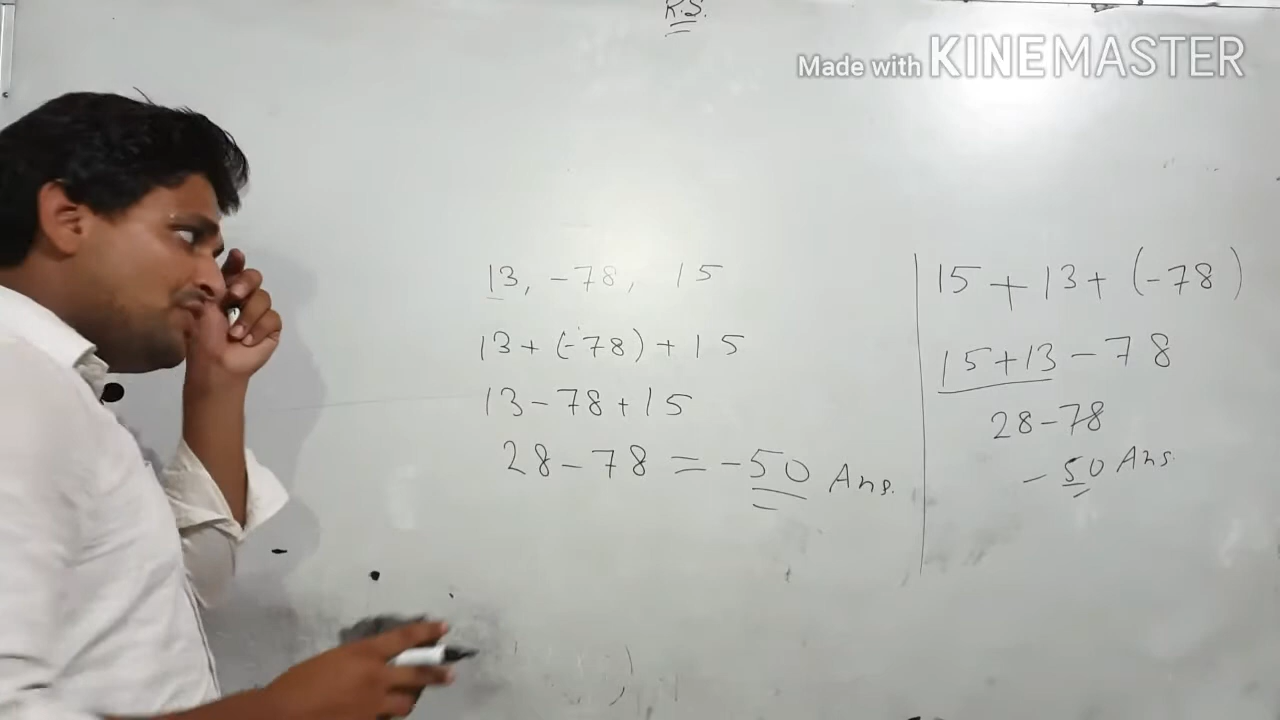 R.S.
Made with KINEMASTER
13, -78, 15
13 + (-78) + 15
13 - 78 + 15
28 - 78 = -50 Ans.
15 + 13 + (-78)
15 + 13 - 78
28 - 78
- 50 Ans.